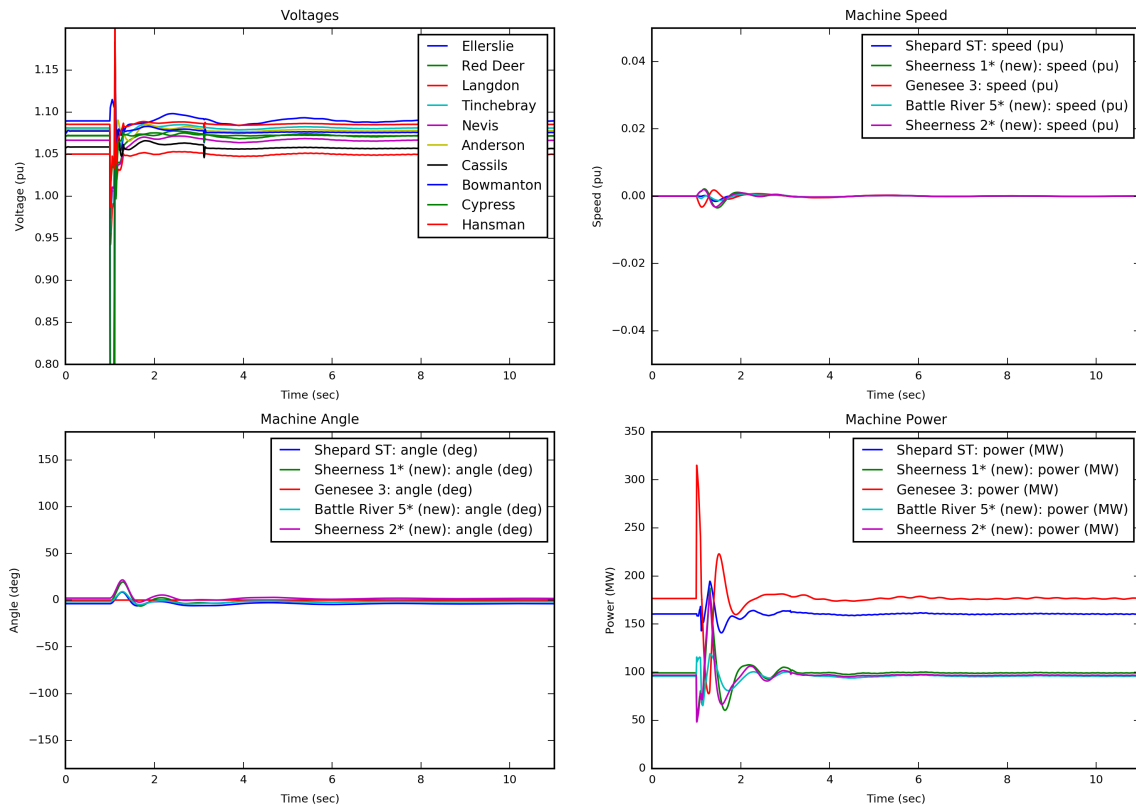 Voltages
1.15
1.10
1.05
1.00
0.95
0.90
0.85
0.80
Voltage (pu)
0
2
4
6
8
10
Time (sec)
Ellerslie
Red Deer
Langdon
Tinchebray
Nevis
Anderson
Cassils
Bowmanton
Cypress
Hansman
Machine Speed
0.04
0.02
0.00
−0.02
−0.04
Speed (pu)
0
2
4
6
8
10
Time (sec)
Shepard ST: speed (pu)
Sheerness 1* (new): speed (pu)
Genesee 3: speed (pu)
Battle River 5* (new): speed (pu)
Sheerness 2* (new): speed (pu)
Machine Angle
150
100
50
0
−50
−100
−150
Angle (deg)
0
2
4
6
8
10
Time (sec)
Shepard ST: angle (deg)
Sheerness 1* (new): angle (deg)
Genesee 3: angle (deg)
Battle River 5* (new): angle (deg)
Sheerness 2* (new): angle (deg)
Machine Power
350
300
250
200
150
100
50
0
Power (MW)
0
2
4
6
8
10
Time (sec)
Shepard ST: power (MW)
Sheerness 1* (new): power (MW)
Genesee 3: power (MW)
Battle River 5* (new): power (MW)
Sheerness 2* (new): power (MW)